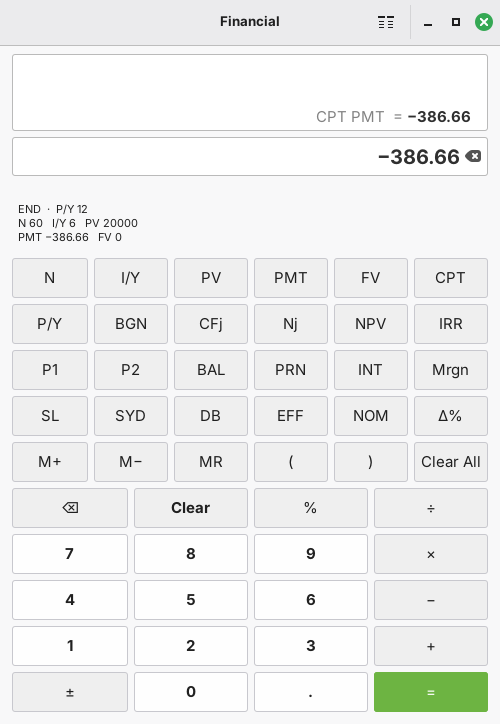 Financial
CPT PMT = −386.66
−386.66
END · P/Y 12
N 60 I/Y 6 PV 20000
PMT −386.66 FV 0
N I/Y PV PMT FV CPT
P/Y BGN CFj Nj NPV IRR
P1 P2 BAL PRN INT Mrgn
SL SYD DB EFF NOM Δ%
M+ M− MR ( ) Clear All
Clear % ÷
7 8 9 ×
4 5 6 −
1 2 3 +
± 0 . =